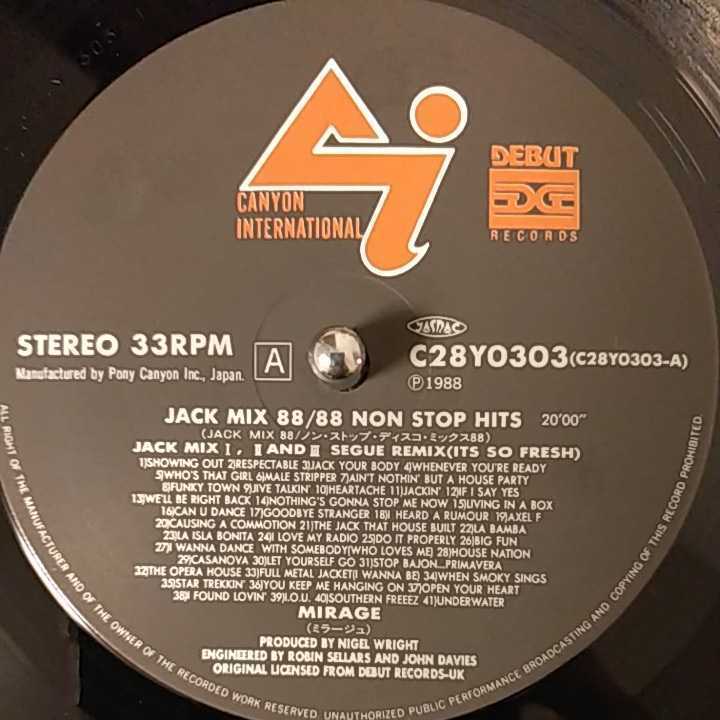 CANYON
INTERNATIONAL
DEBUT
RECORDS
STEREO 33RPM
Manufactured by Pony Canyon Inc., Japan.
A
JASRAC
C28Y0303(C28Y0303-A)
Ⓟ1988
JACK MIX 88/88 NON STOP HITS 20'00"
(JACK MIX 88/ノン・ストップ・ディスコ・ミックス88)
JACK MIX Ⅰ, Ⅱ AND Ⅲ SEGUE REMIX(ITS SO FRESH)
1)SHOWING OUT 2)RESPECTABLE 3)JACK YOUR BODY 4)WHENEVER YOU'RE READY
5)WHO'S THAT GIRL 6)MALE STRIPPER 7)AIN'T NOTHIN' BUT A HOUSE PARTY
8)FUNKY TOWN 9)JIVE TALKIN' 10)HEARTACHE 11)JACKIN' 12)IF I SAY YES
13)WE'LL BE RIGHT BACK 14)NOTHING'S GONNA STOP ME NOW 15)LIVING IN A BOX
16)CAN U DANCE 17)GOODBYE STRANGER 18)I HEARD A RUMOUR 19)AXEL F
20)CAUSING A COMMOTION 21)THE JACK THAT HOUSE BUILT 22)LA BAMBA
23)LA ISLA BONITA 24)I LOVE MY RADIO 25)DO IT PROPERLY 26)BIG FUN
27)I WANNA DANCE WITH SOMEBODY(WHO LOVES ME) 28)HOUSE NATION
29)CASANOVA 30)LET YOURSELF GO 31)STOP BAJON...PRIMAVERA
32)THE OPERA HOUSE 33)FULL METAL JACKET(I WANNA BE) 34)WHEN SMOKY SINGS
35)STAR TREKKIN' 36)YOU KEEP ME HANGING ON 37)OPEN YOUR HEART
38)I FOUND LOVIN' 39)I.O.U. 40)SOUTHERN FREEEZ 41)UNDERWATER
MIRAGE
(ミラージュ)
PRODUCED BY NIGEL WRIGHT
ENGINEERED BY ROBIN SELLARS AND JOHN DAVIES
ORIGINAL LICENSED FROM DEBUT RECORDS-UK
ALL RIGHT OF THE MANUFACTURER AND OF THE OWNER OF THE RECORDED WORK RESERVED. UNAUTHORIZED PUBLIC PERFORMANCE BROADCASTING AND COPYING OF THIS RECORD PROHIBITED.